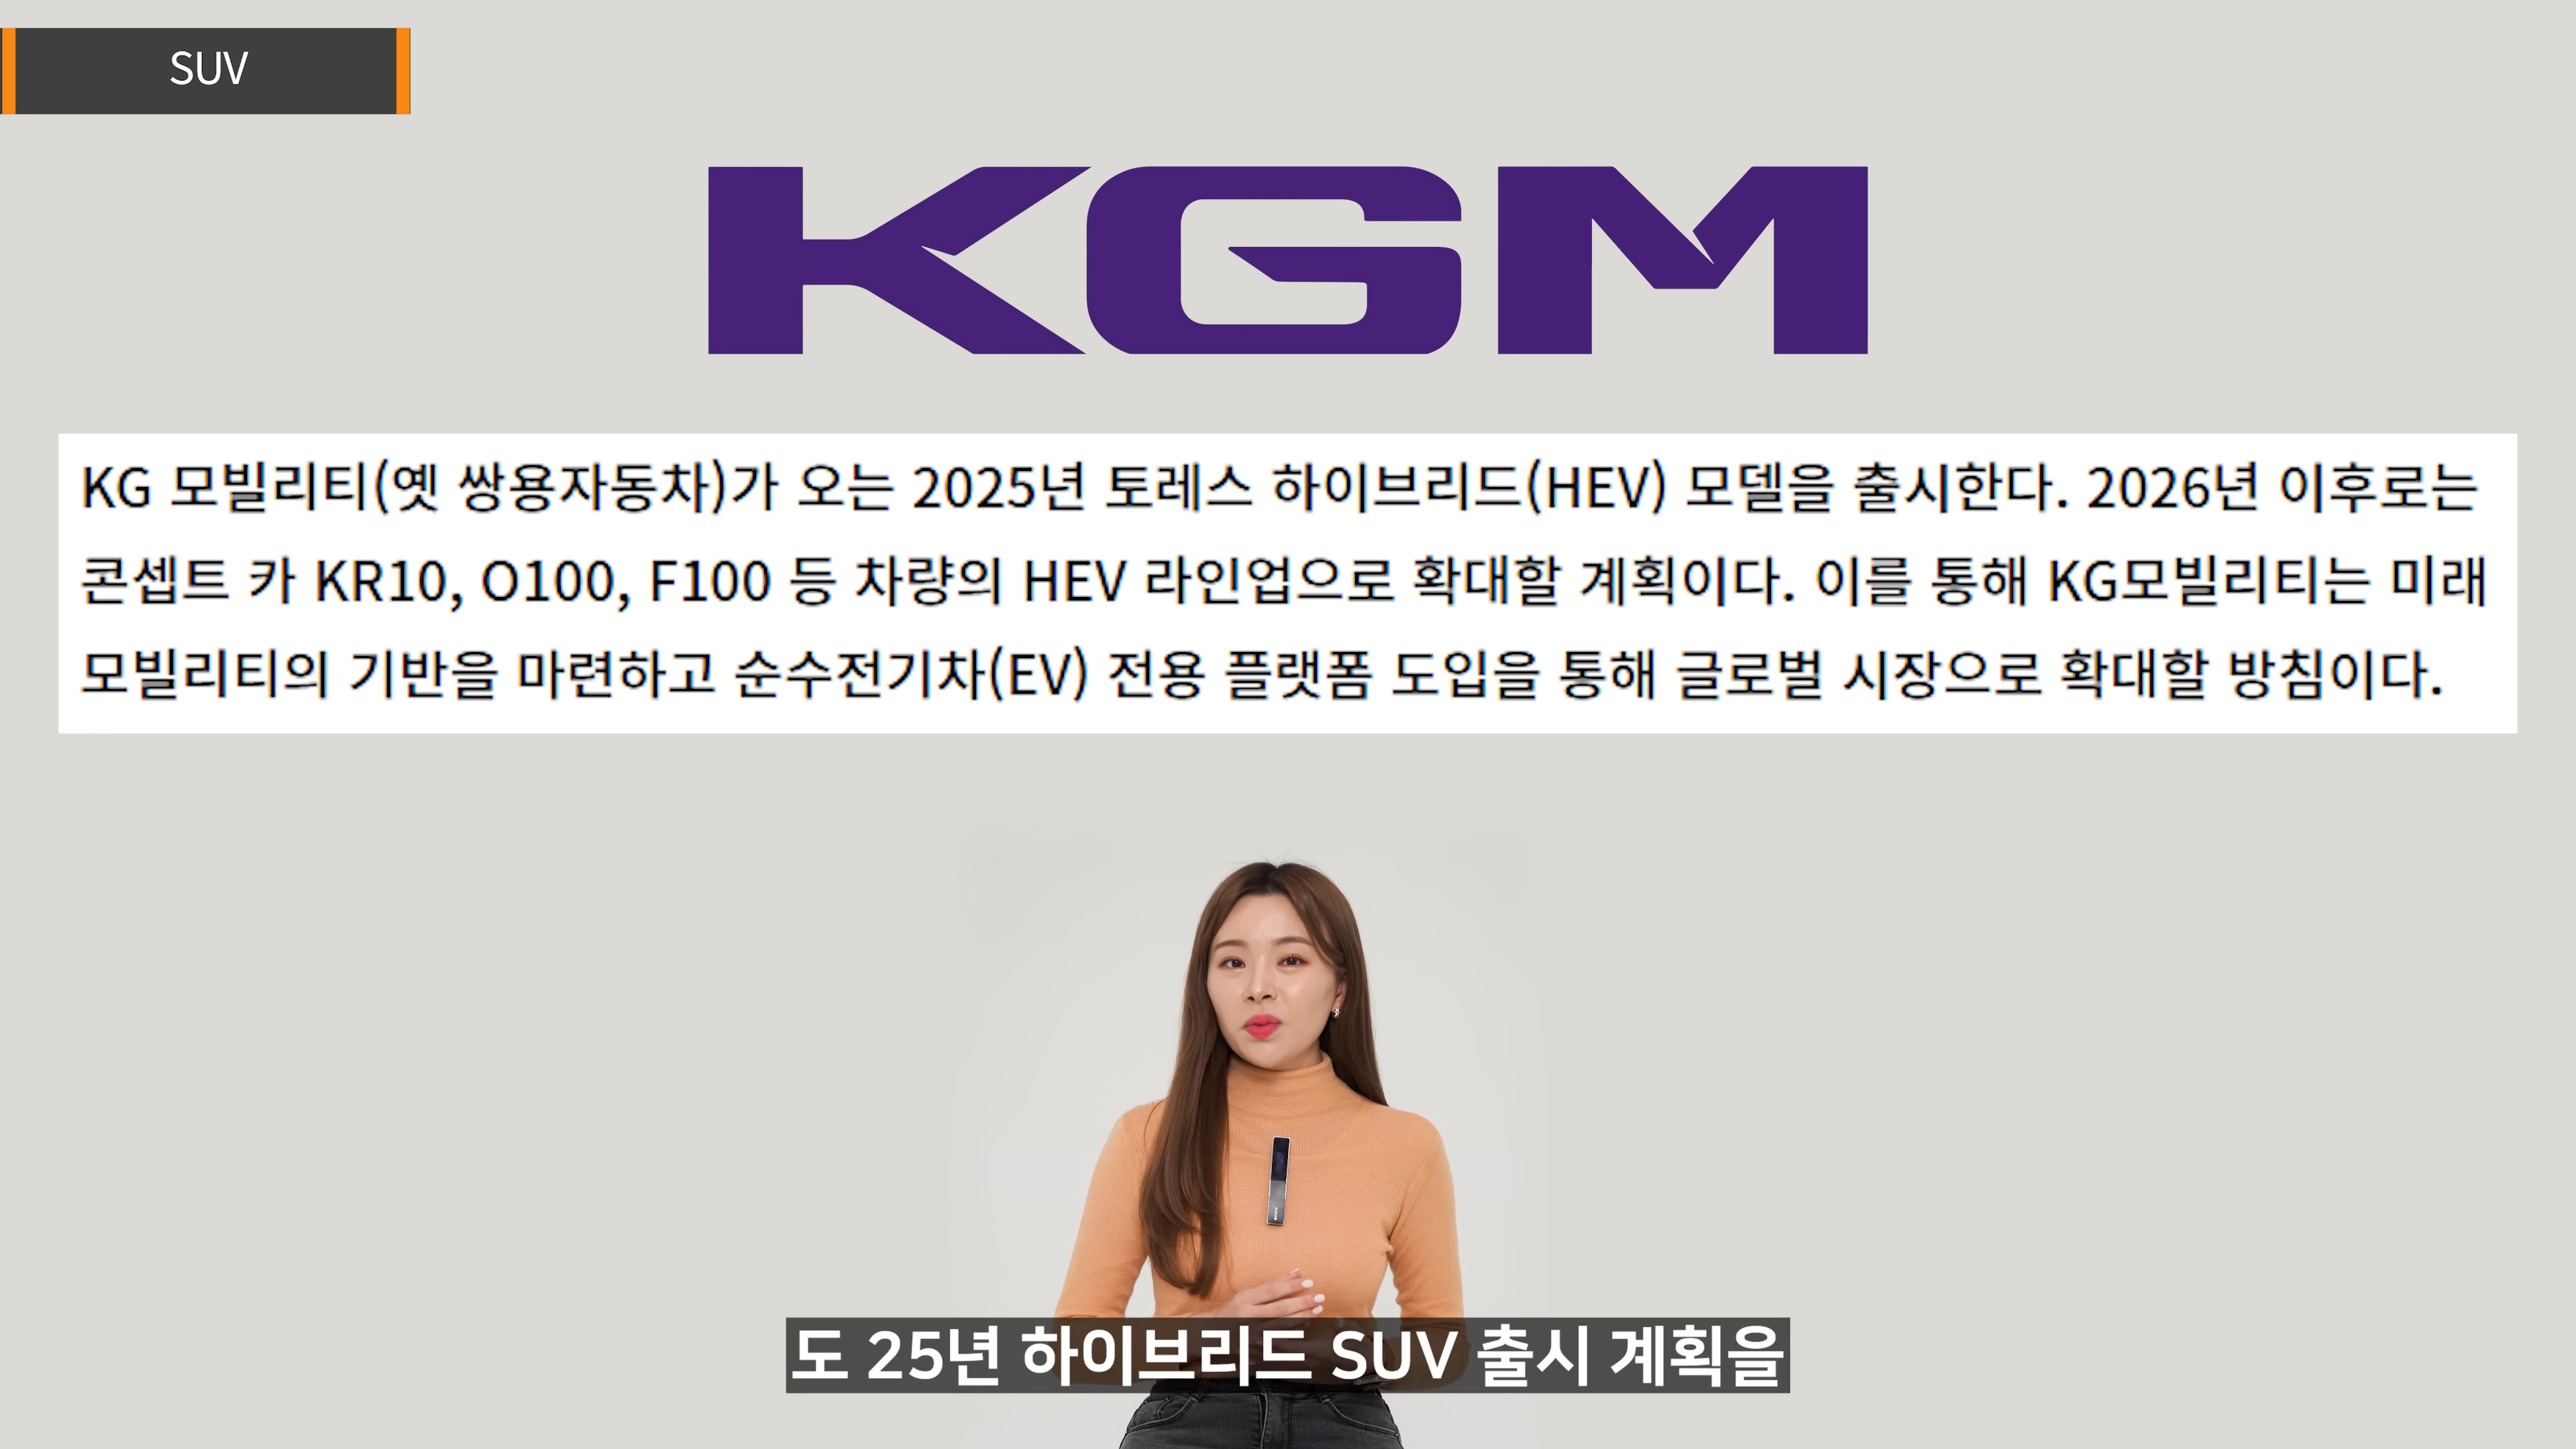 SUV
KGM
KG 모빌리티(옛 쌍용자동차)가 오는 2025년 토레스 하이브리드(HEV) 모델을 출시한다. 2026년 이후로는
콘셉트 카 KR10, O100, F100 등 차량의 HEV 라인업으로 확대할 계획이다. 이를 통해 KG모빌리티는 미래
모빌리티의 기반을 마련하고 순수전기차(EV) 전용 플랫폼 도입을 통해 글로벌 시장으로 확대할 방침이다.
도 25년 하이브리드 SUV 출시 계획을